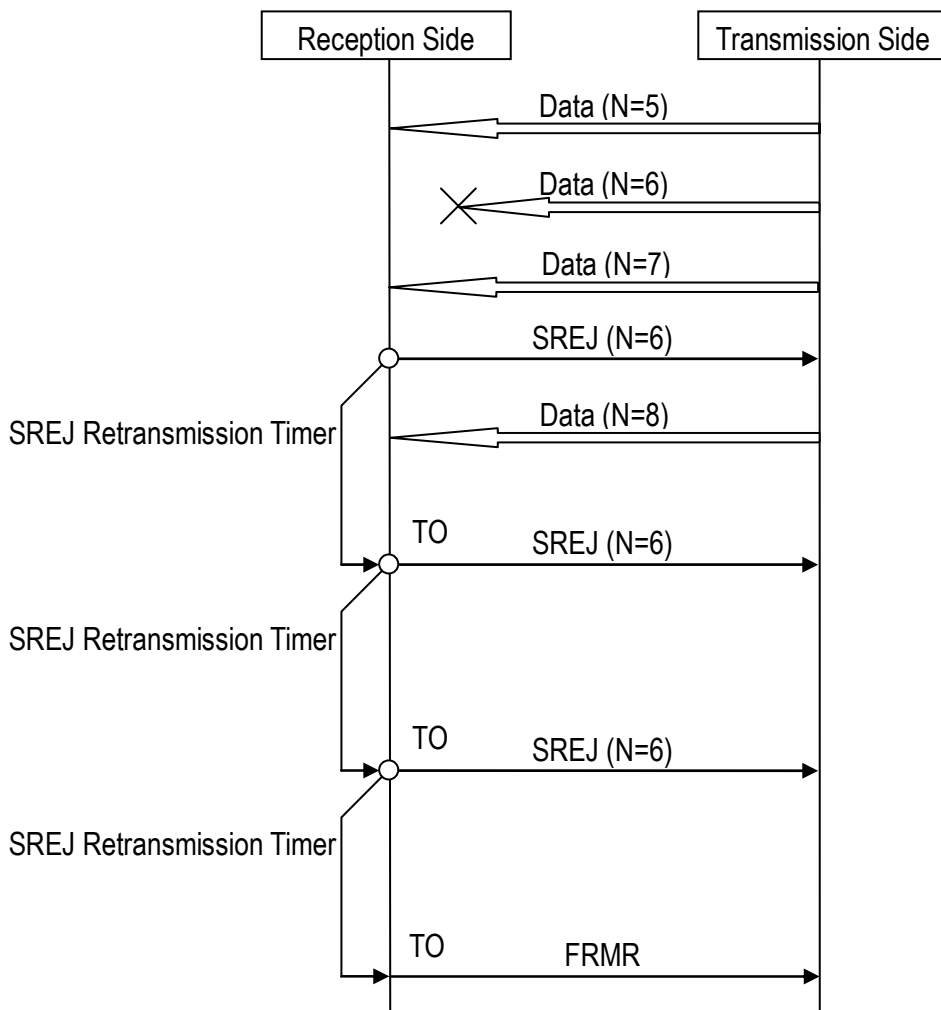 Reception Side
Transmission Side
Data (N=5)
Data (N=6)
Data (N=7)
SREJ (N=6)
Data (N=8)
SREJ Retransmission Timer
TO
SREJ (N=6)
SREJ Retransmission Timer
TO
SREJ (N=6)
SREJ Retransmission Timer
TO
FRMR